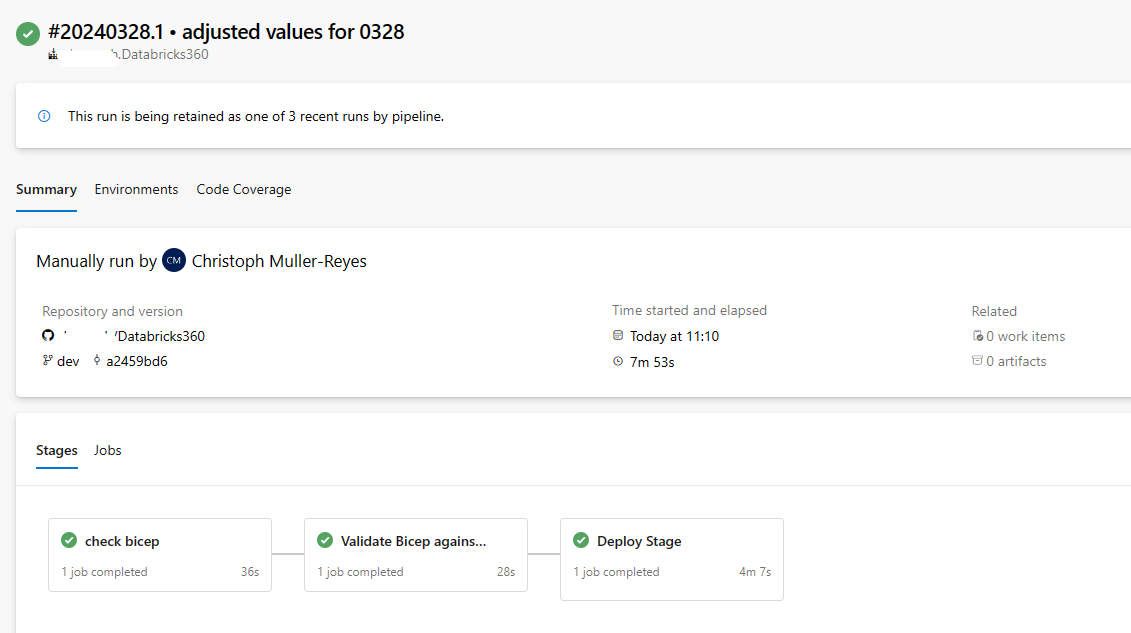 #20240328.1 • adjusted values for 0328
.Databricks360
This run is being retained as one of 3 recent runs by pipeline.
Summary Environments Code Coverage
Manually run by CM Christoph Muller-Reyes
Repository and version
/Databricks360
dev a2459bd6
Time started and elapsed
Today at 11:10
7m 53s
Related
0 work items
0 artifacts
Stages Jobs
check bicep
1 job completed 36s
Validate Bicep agains...
1 job completed 28s
Deploy Stage
1 job completed 4m 7s